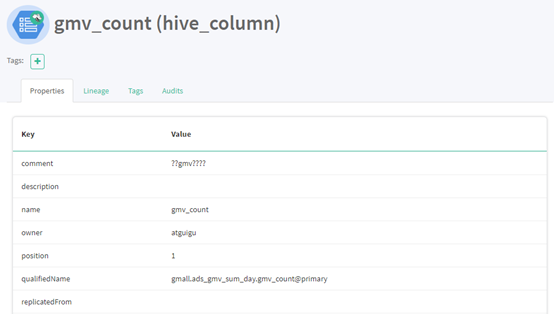 gmv_count (hive_column)
Tags:
Properties Lineage Tags Audits
Key Value
comment ??gmv????
description
name gmv_count
owner atguigu
position 1
qualifiedName gmall.ads_gmv_sum_day.gmv_count@primary
replicatedFrom